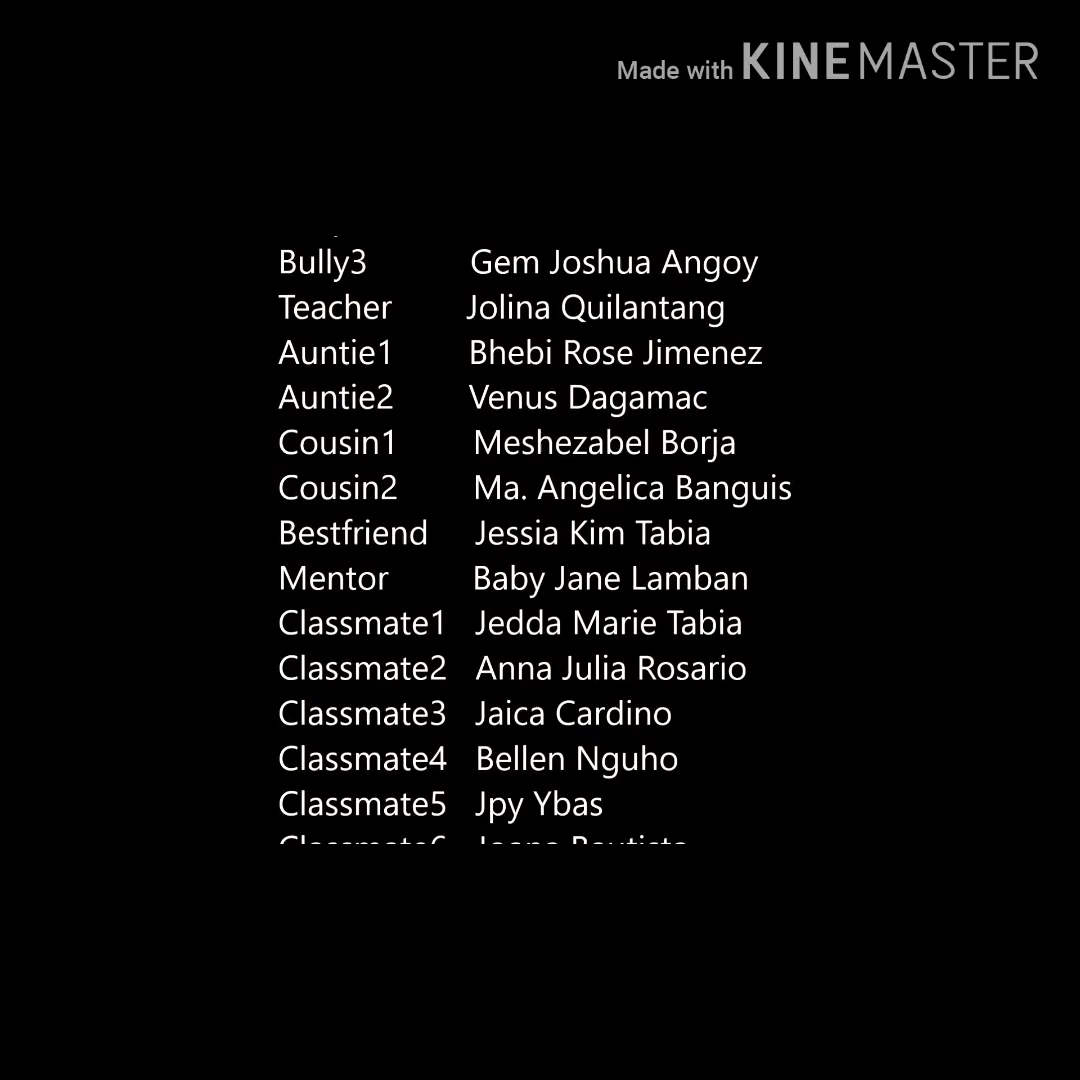 Made with KINEMASTER
Bully3 Gem Joshua Angoy
Teacher Jolina Quilantang
Auntie1 Bhebi Rose Jimenez
Auntie2 Venus Dagamac
Cousin1 Meshezabel Borja
Cousin2 Ma. Angelica Banguis
Bestfriend Jessia Kim Tabia
Mentor Baby Jane Lamban
Classmate1 Jedda Marie Tabia
Classmate2 Anna Julia Rosario
Classmate3 Jaica Cardino
Classmate4 Bellen Nguho
Classmate5 Jpy Ybas
Classmate6 Bautista